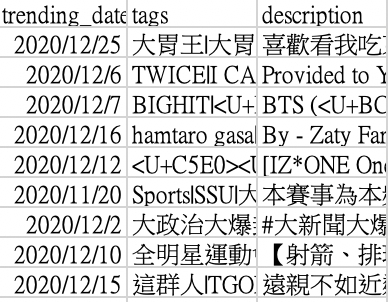 trending_date tags description
2020/12/25 大胃王|大胃 喜歡看我吃
2020/12/6 TWICE|I CA Provided to Y
2020/12/7 BIGHIT|<U+ BTS (<U+BC
2020/12/16 hamtaro gasa By - Zaty Far
2020/12/12 <U+C5E0><U [IZ*ONE On
2020/11/20 Sports|SSU|大 本賽事為本
2020/12/2 大政治大爆 #大新聞大爆
2020/12/10 全明星運動 【射箭、排
2020/12/15 這群人|TGO 遠親不如近